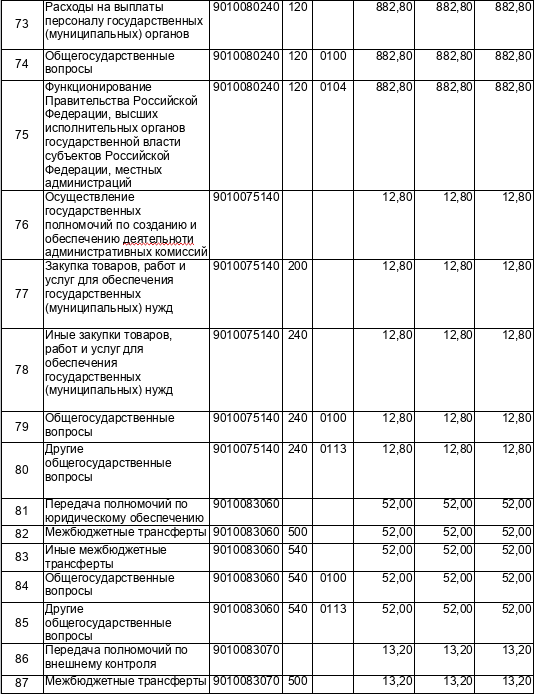 73 Расходы на выплаты 9010080240 120 882,80 882,80 882,80
персоналу государственных
(муниципальных) органов
74 Общегосударственные 9010080240 120 0100 882,80 882,80 882,80
вопросы
75 Функционирование 9010080240 120 0104 882,80 882,80 882,80
Правительства Российской
Федерации, высших
исполнительных органов
государственной власти
субъектов Российской
Федерации, местных
администраций
76 Осуществление 9010075140 12,80 12,80 12,80
государственных
полномочий по созданию и
обеспечению деятельноти
административных комиссий
77 Закупка товаров, работ и 9010075140 200 12,80 12,80 12,80
услуг для обеспечения
государственных
(муниципальных) нужд
78 Иные закупки товаров, 9010075140 240 12,80 12,80 12,80
работ и услуг для
обеспечения
государственных
(муниципальных) нужд
79 Общегосударственные 9010075140 240 0100 12,80 12,80 12,80
вопросы
80 Другие 9010075140 240 0113 12,80 12,80 12,80
общегосударственные
вопросы
81 Передача полномочий по 9010083060 52,00 52,00 52,00
юридическому обеспечению
82 Межбюджетные трансферты 9010083060 500 52,00 52,00 52,00
83 Иные межбюджетные 9010083060 540 52,00 52,00 52,00
трансферты
84 Общегосударственные 9010083060 540 0100 52,00 52,00 52,00
вопросы
85 Другие 9010083060 540 0113 52,00 52,00 52,00
общегосударственные
вопросы
86 Передача полномочий по 9010083070 13,20 13,20 13,20
внешнему контроля
87 Межбюджетные трансферты 9010083070 500 13,20 13,20 13,20